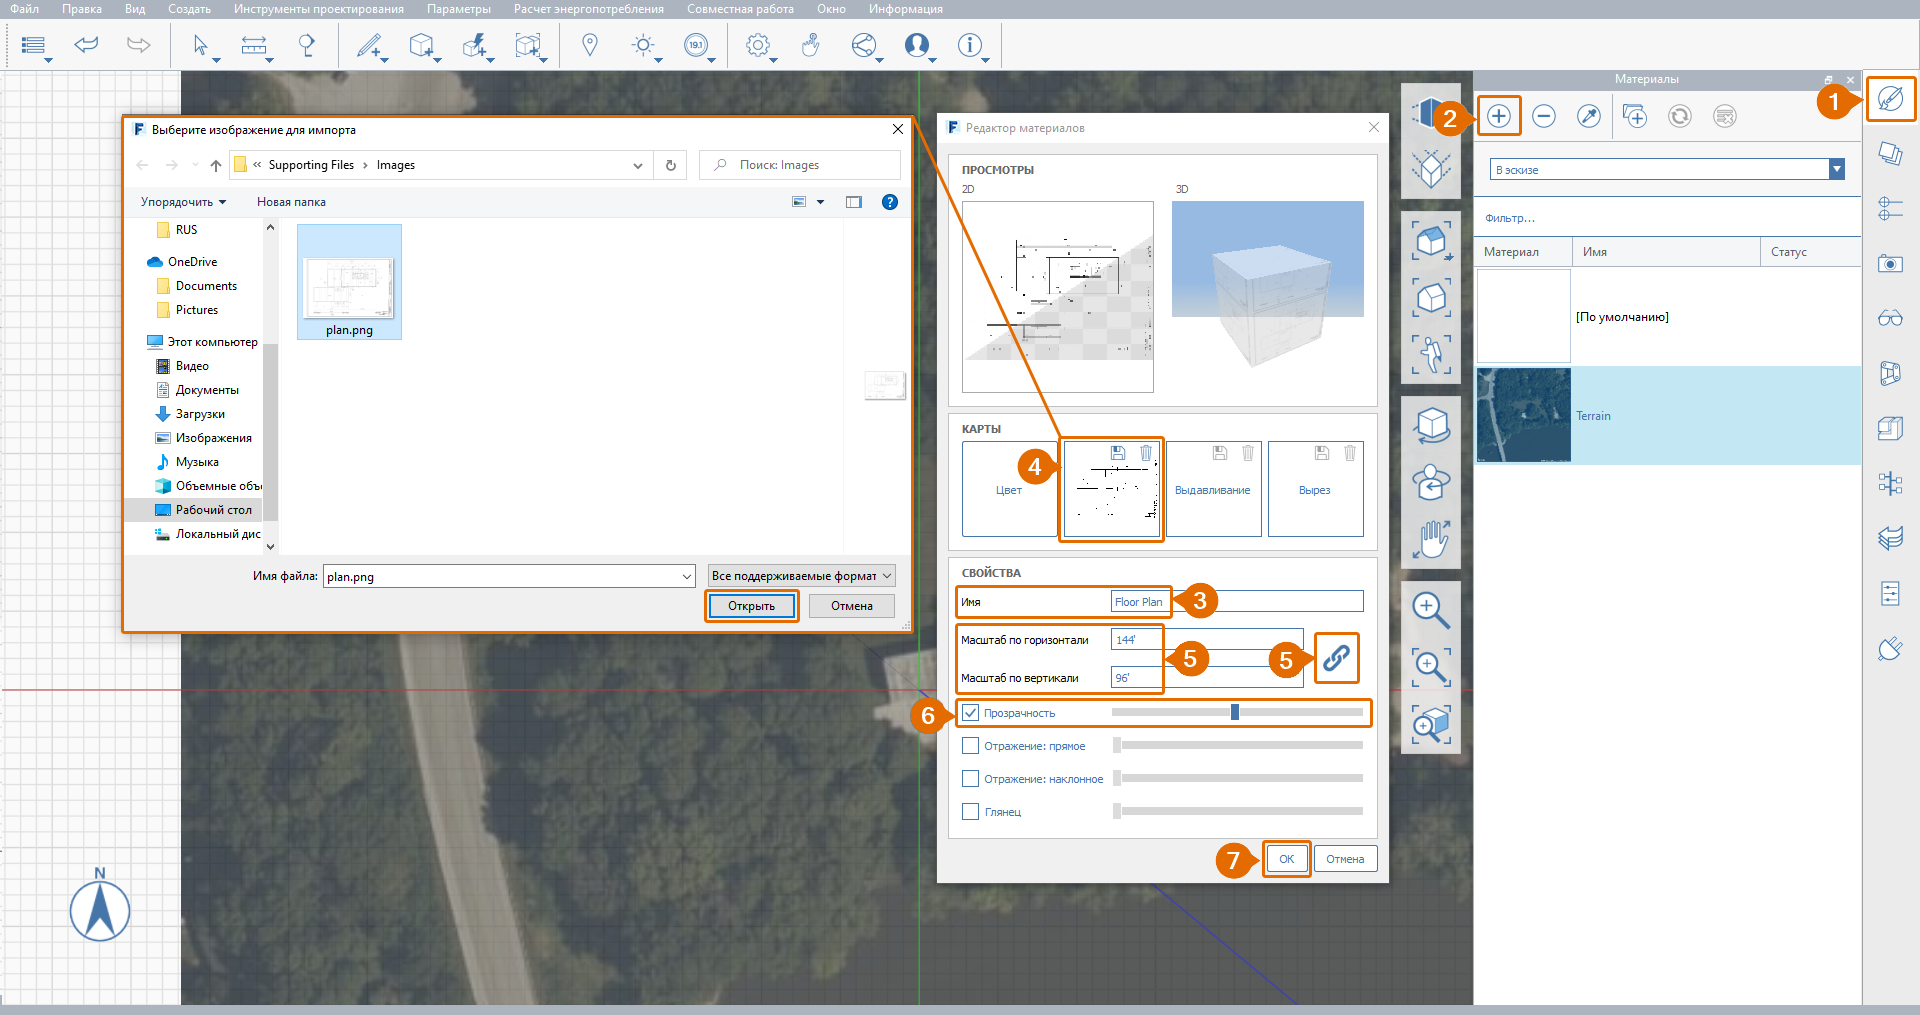 Файл Правка Вид Создать Инструменты проектирования Параметры Расчет энергопотребления Совместная работа Окно Информация
19.1
Материалы
1
2
В эскизе
Фильтр...
Материал Имя Статус
[По умолчанию]
Terrain
Выберите изображение для импорта
« Supporting Files › Images
Поиск: Images
Упорядочить Новая папка
RUS
OneDrive
Documents
Pictures
Этот компьютер
Видео
Документы
Загрузки
Изображения
Музыка
Объемные объ
Рабочий стол
Локальный дис
plan.png
Имя файла: plan.png
Все поддерживаемые формат
Открыть Отмена
Редактор материалов
ПРОСМОТРЫ
2D 3D
КАРТЫ
4
Цвет Выдавливание Вырез
СВОЙСТВА
Имя Floor Plan 3
Масштаб по горизонтали 144'
5 5
Масштаб по вертикали 96'
6 Прозрачность
Отражение: прямое
Отражение: наклонное
Глянец
7 OK Отмена
N